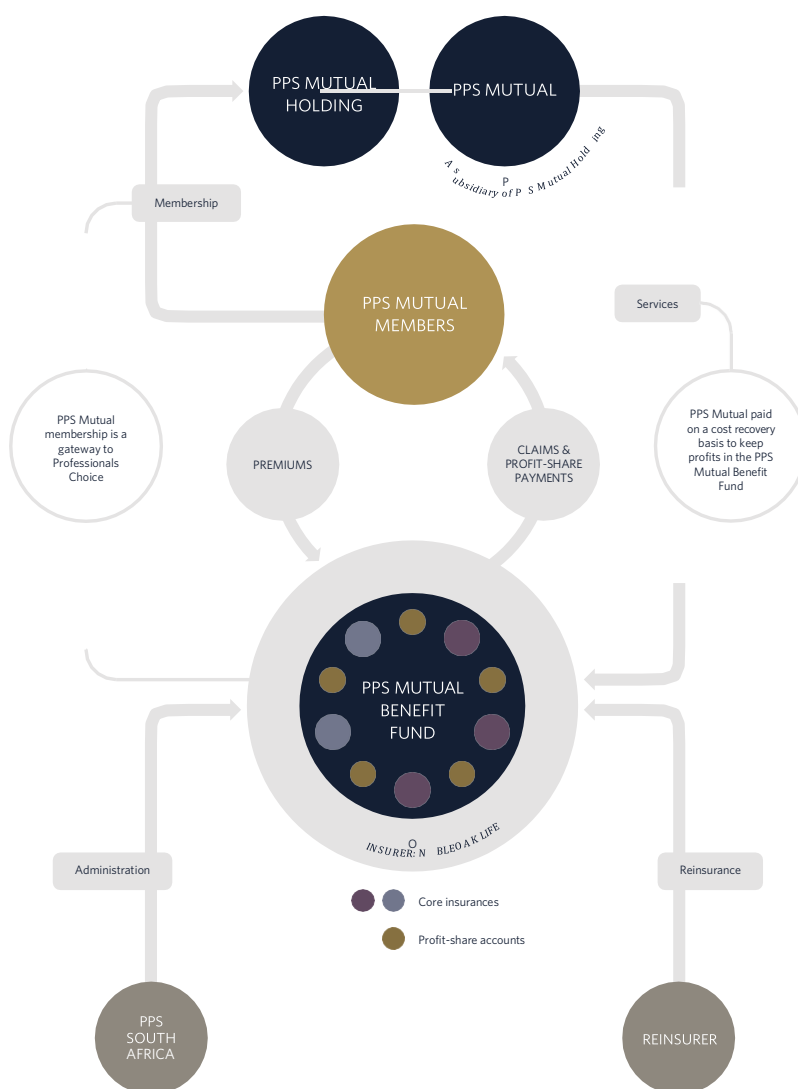 PPS MUTUAL
HOLDING
PPS MUTUAL
A subsidiary of PPS Mutual Holding
Membership
PPS MUTUAL
MEMBERS
Services
PPS Mutual
membership is a
gateway to
Professionals
Choice
PREMIUMS
CLAIMS &
PROFIT-SHARE
PAYMENTS
PPS Mutual paid
on a cost recovery
basis to keep
profits in the PPS
Mutual Benefit
Fund
PPS MUTUAL
BENEFIT
FUND
INSURER: NOBLEOAK LIFE
Administration
Reinsurance
Core insurances
Profit-share accounts
PPS
SOUTH
AFRICA
REINSURER